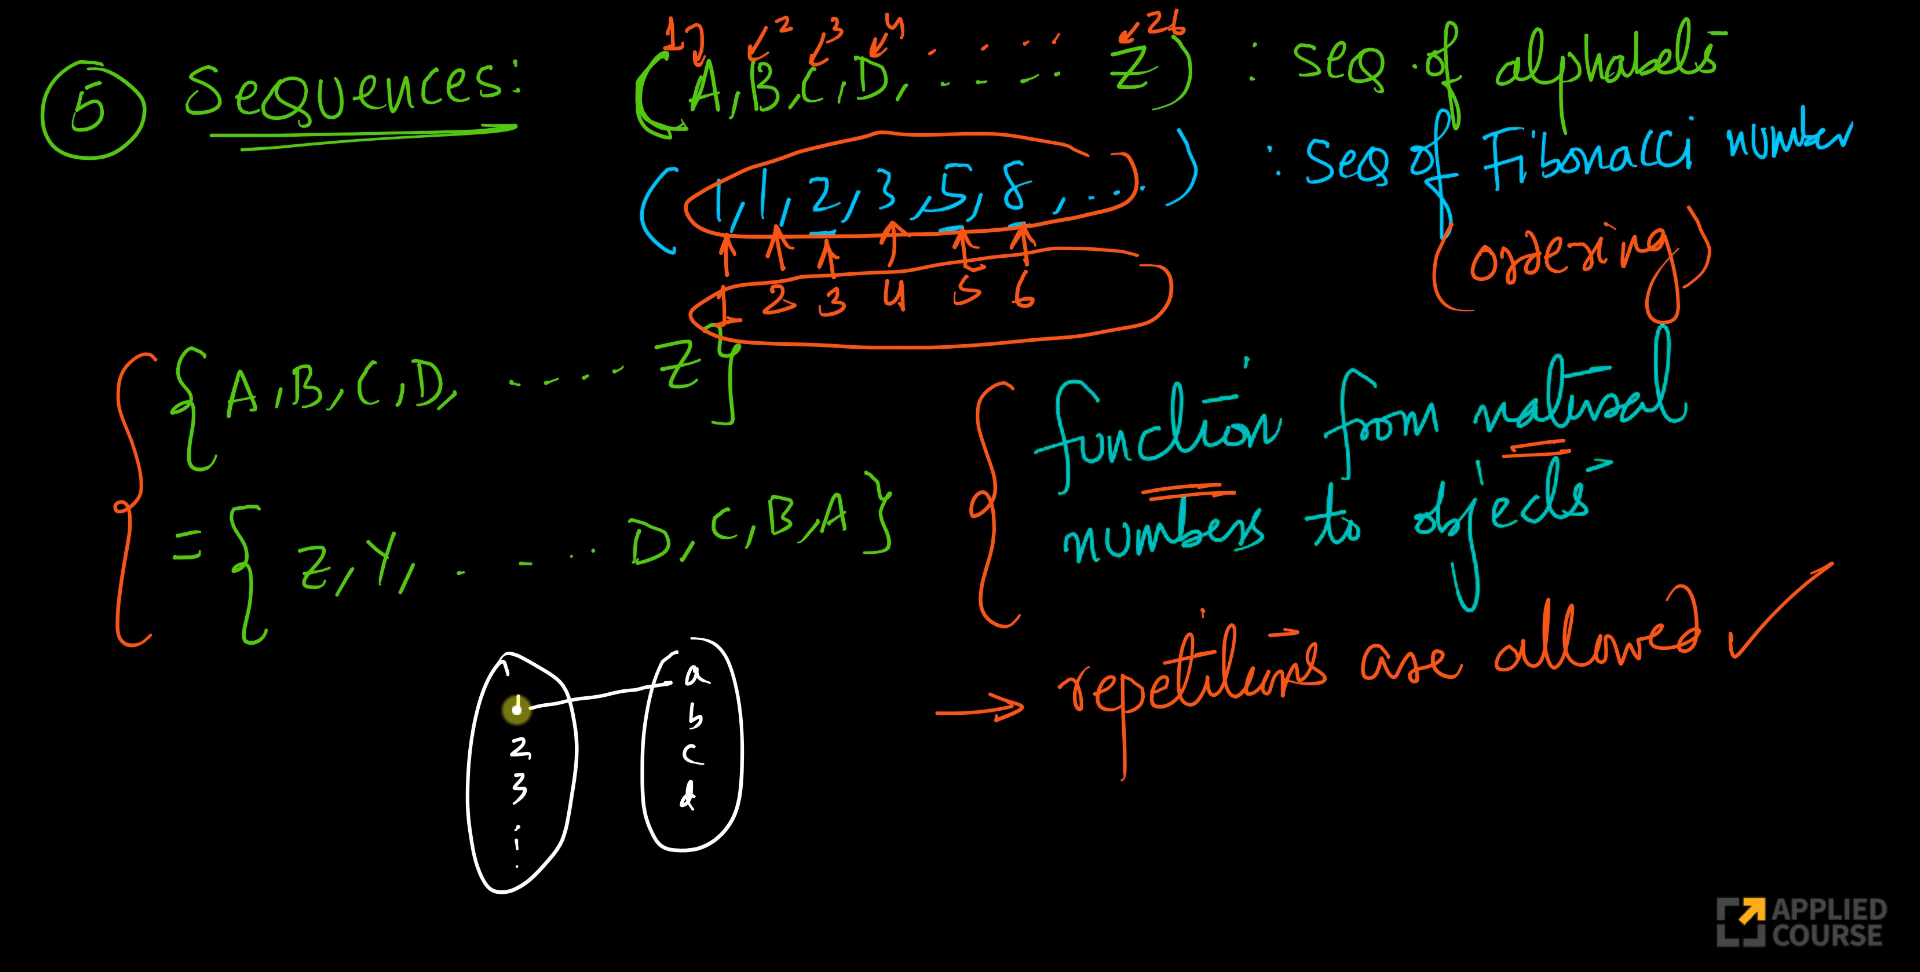 1 2 3 4 26
5 Sequences: (A, B, C, D, ..... Z) : Seq. of alphabets
(1, 1, 2, 3, 5, 8, ...) : Seq of Fibonacci number
1 2 3 4 5 6
(ordering)
{A, B, C, D, ..... Z}
= {Z, Y, ..... D, C, B, A}
function from natural
numbers to objects
→ repetitions are allowed ✓
1 a
2 b
3 c
⋮ d
APPLIED
COURSE